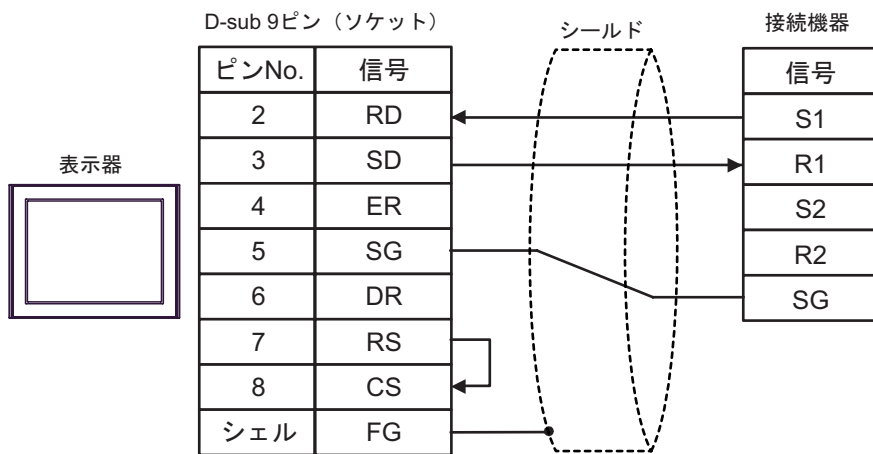 D-sub 9ピン（ソケット）
シールド
接続機器
ピンNo. 信号
信号
2 RD
S1
3 SD
R1
表示器
4 ER
S2
5 SG
R2
6 DR
SG
7 RS
8 CS
シェル FG